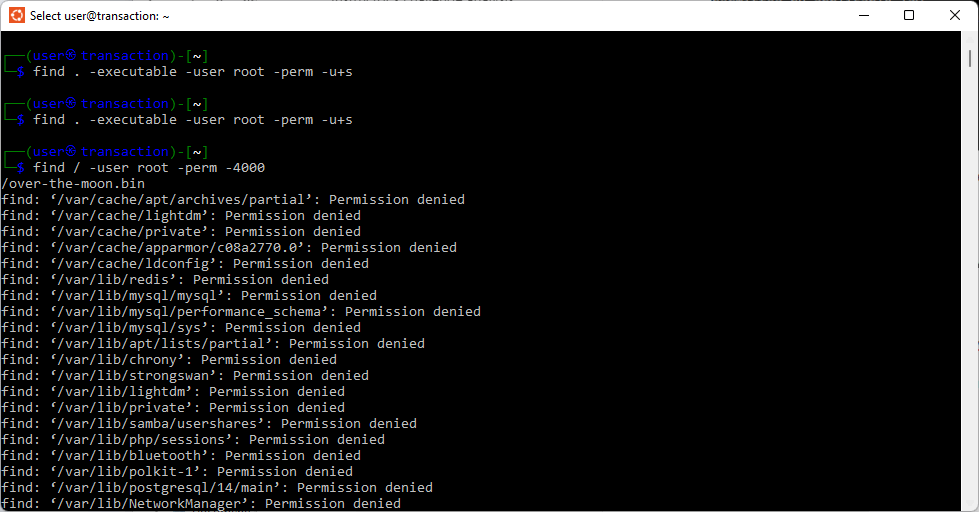 Select user@transaction: ~
┌──(user㉿transaction)-[~]
└─$ find . -executable -user root -perm -u+s
┌──(user㉿transaction)-[~]
└─$ find . -executable -user root -perm -u+s
┌──(user㉿transaction)-[~]
└─$ find / -user root -perm -4000
/over-the-moon.bin
find: ‘/var/cache/apt/archives/partial’: Permission denied
find: ‘/var/cache/lightdm’: Permission denied
find: ‘/var/cache/private’: Permission denied
find: ‘/var/cache/apparmor/c08a2770.0’: Permission denied
find: ‘/var/cache/ldconfig’: Permission denied
find: ‘/var/lib/redis’: Permission denied
find: ‘/var/lib/mysql/mysql’: Permission denied
find: ‘/var/lib/mysql/performance_schema’: Permission denied
find: ‘/var/lib/mysql/sys’: Permission denied
find: ‘/var/lib/apt/lists/partial’: Permission denied
find: ‘/var/lib/chrony’: Permission denied
find: ‘/var/lib/strongswan’: Permission denied
find: ‘/var/lib/lightdm’: Permission denied
find: ‘/var/lib/private’: Permission denied
find: ‘/var/lib/samba/usershares’: Permission denied
find: ‘/var/lib/php/sessions’: Permission denied
find: ‘/var/lib/bluetooth’: Permission denied
find: ‘/var/lib/polkit-1’: Permission denied
find: ‘/var/lib/postgresql/14/main’: Permission denied
find: ‘/var/lib/NetworkManager’: Permission denied